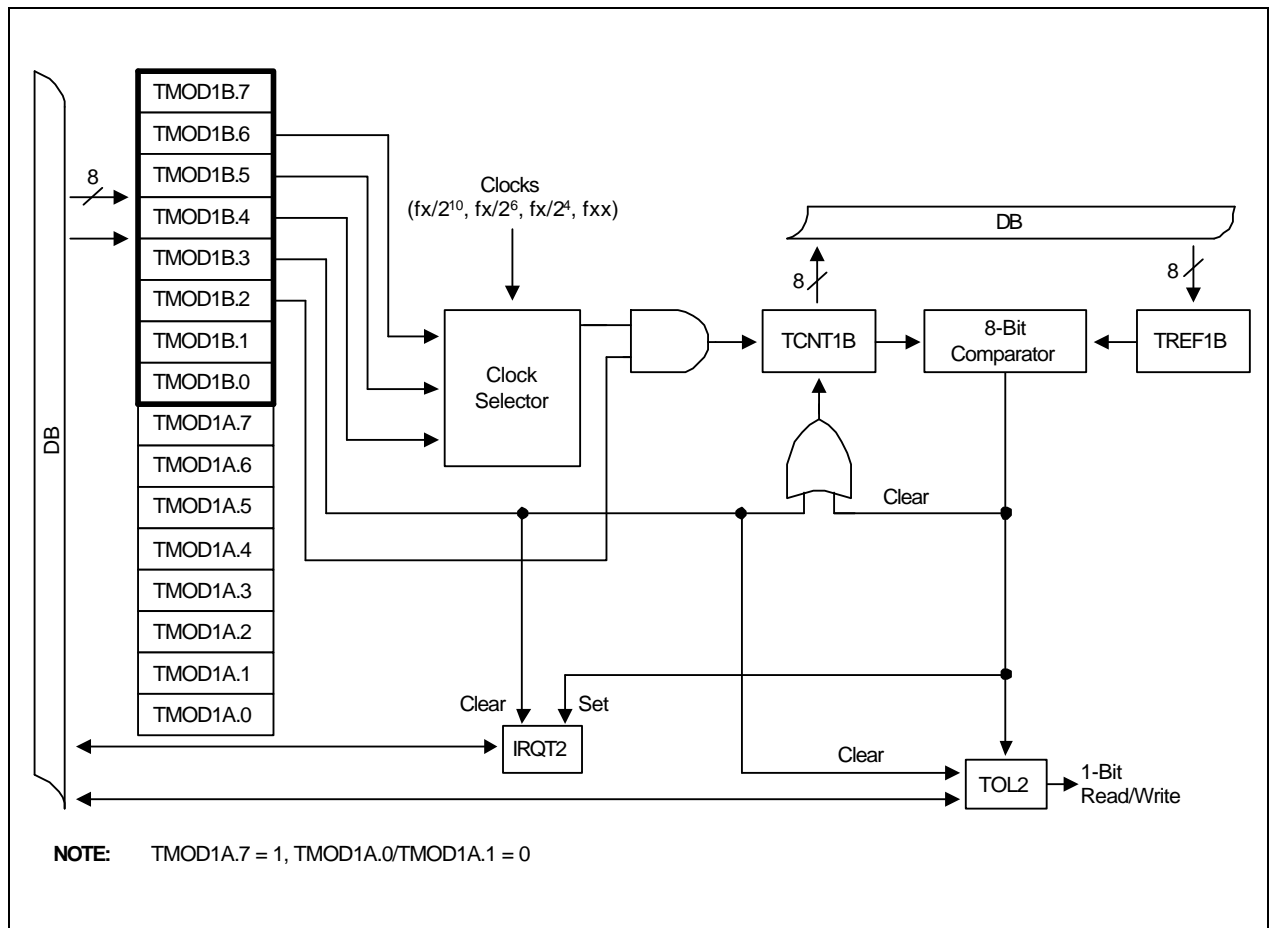 DB
8
TMOD1B.7
TMOD1B.6
TMOD1B.5
TMOD1B.4
TMOD1B.3
TMOD1B.2
TMOD1B.1
TMOD1B.0
TMOD1A.7
TMOD1A.6
TMOD1A.5
TMOD1A.4
TMOD1A.3
TMOD1A.2
TMOD1A.1
TMOD1A.0
Clocks
(fx/2¹⁰, fx/2⁶, fx/2⁴, fxx)
Clock
Selector
DB
8
8
TCNT1B
8-Bit
Comparator
TREF1B
Clear
Clear
Set
IRQT2
Clear
TOL2
1-Bit
Read/Write
NOTE: TMOD1A.7 = 1, TMOD1A.0/TMOD1A.1 = 0